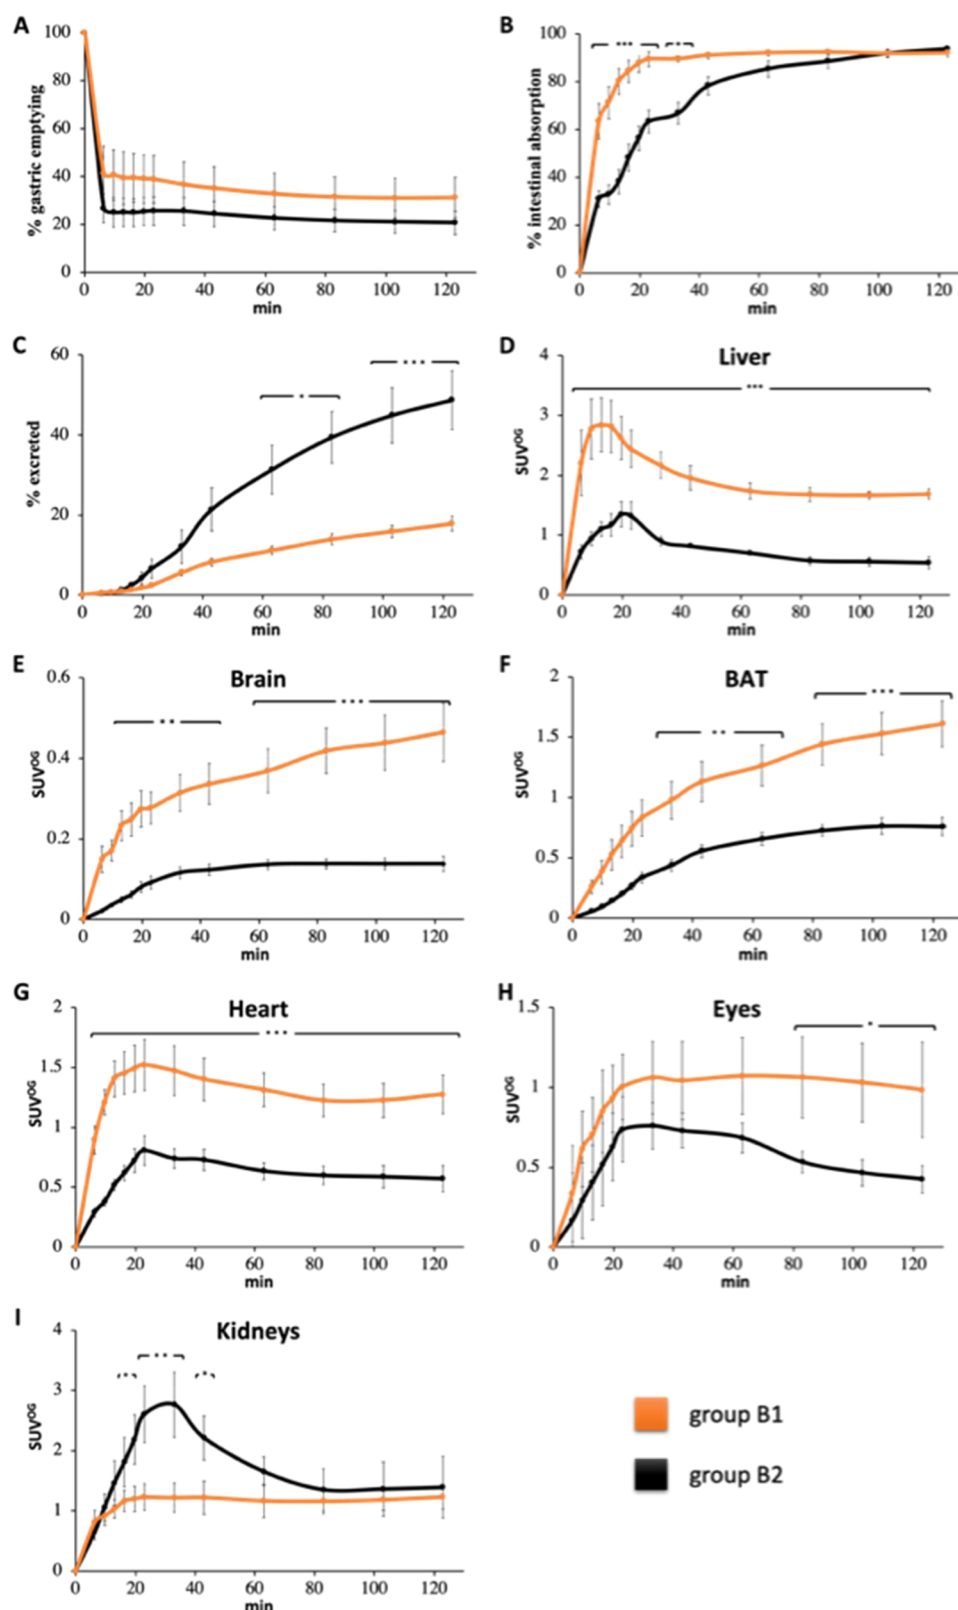 A
% gastric emptying
100
80
60
40
20
0
0 20 40 60 80 100 120
min
B
% intestinal absorption
100
80
60
40
20
0
*** *
0 20 40 60 80 100 120
min
C
% excreted
60
40
20
0
* ***
0 20 40 60 80 100 120
min
D
Liver
SUVOG
4
3
2
1
0
***
0 20 40 60 80 100 120
min
E
Brain
SUVOG
0.6
0.4
0.2
0
** ***
0 20 40 60 80 100 120
min
F
BAT
SUVOG
2
1.5
1
0.5
0
** ***
0 20 40 60 80 100 120
min
G
Heart
SUVOG
2
1.5
1
0.5
0
***
0 20 40 60 80 100 120
min
H
Eyes
SUVOG
1.5
1
0.5
0
*
0 20 40 60 80 100 120
min
I
Kidneys
SUVOG
4
3
2
1
0
* ** *
0 20 40 60 80 100 120
min
group B1
group B2